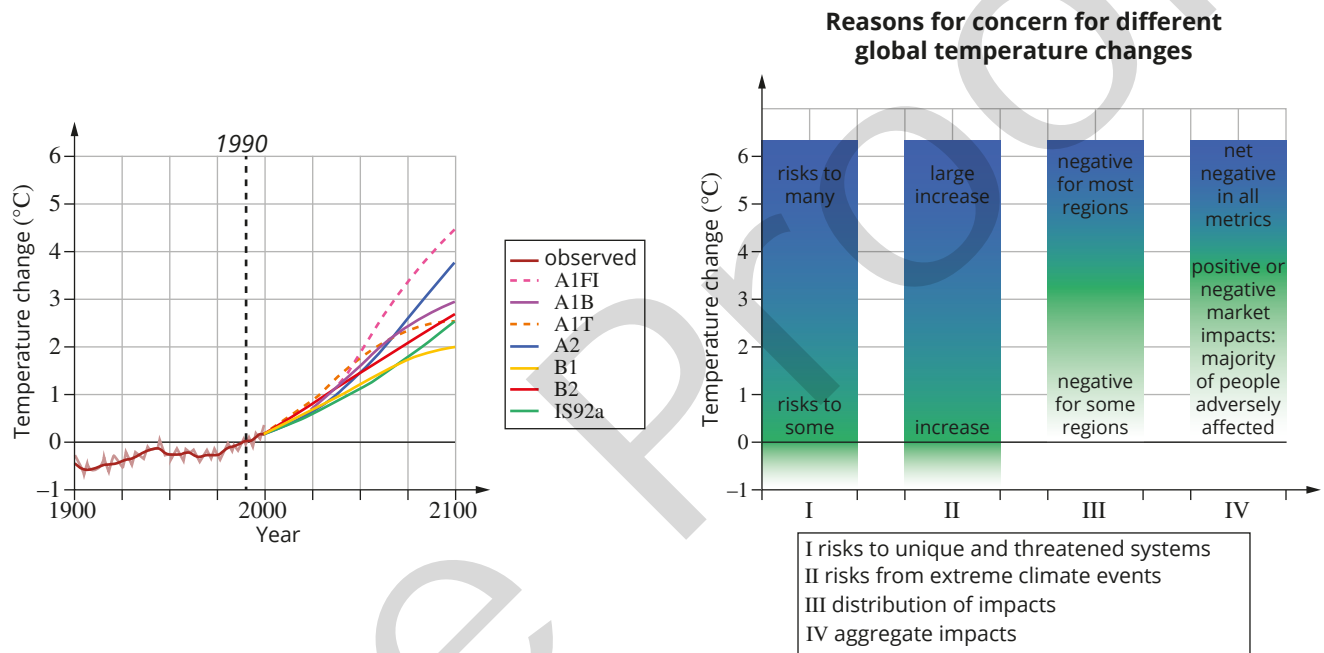 1990
6
5
4
3
2
1
0
−1
Temperature change (°C)
1900
2000
2100
Year
observed
A1FI
A1B
A1T
A2
B1
B2
IS92a
Reasons for concern for different
global temperature changes
6
5
4
3
2
1
0
−1
Temperature change (°C)
risks to
many
risks to
some
large
increase
increase
negative
for most
regions
negative
for some
regions
net
negative
in all
metrics
positive or
negative
market
impacts:
majority
of people
adversely
affected
I
II
III
IV
I risks to unique and threatened systems
II risks from extreme climate events
III distribution of impacts
IV aggregate impacts